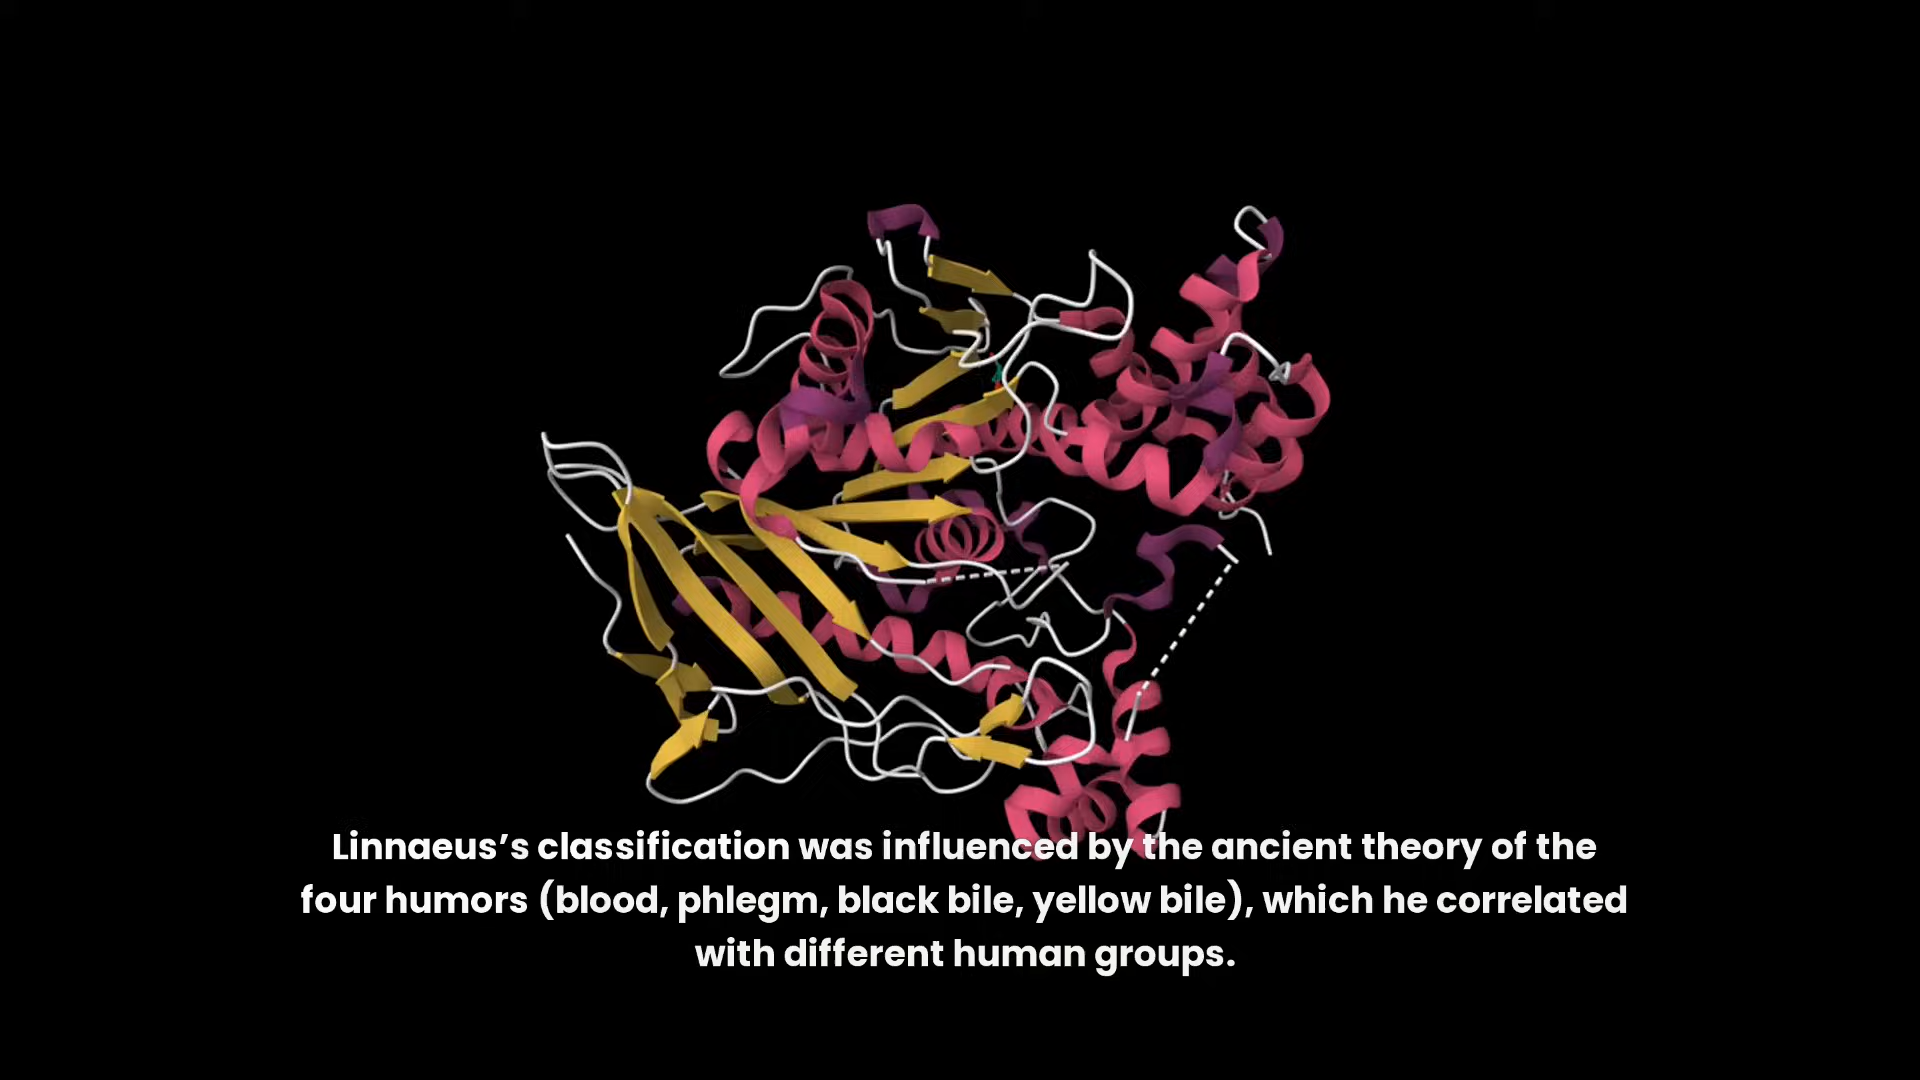 Linnaeus’s classification was influenced by the ancient theory of the
four humors (blood, phlegm, black bile, yellow bile), which he correlated
with different human groups.